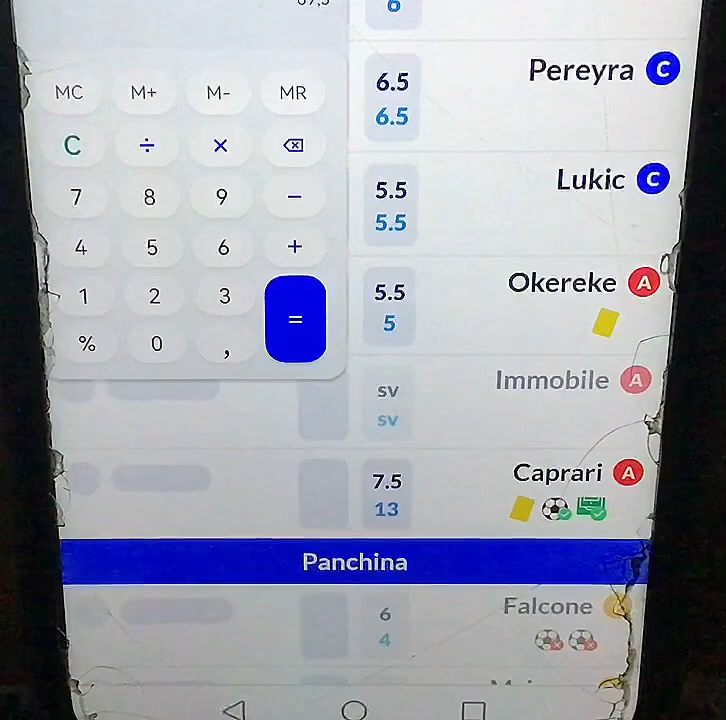 6
Pereyra C
6.5
6.5
Lukic C
5.5
5.5
Okereke A
5.5
5
Immobile A
sv
sv
Caprari A
7.5
13
Panchina
Falcone
6
4
MC M+ M- MR
C ÷ ×
7 8 9 −
4 5 6 +
1 2 3 =
% 0 ,